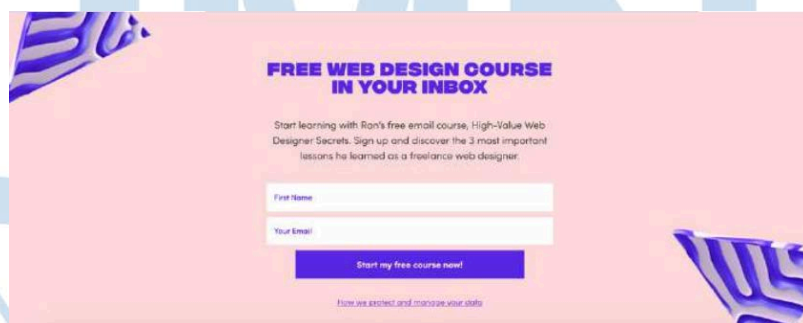 FREE WEB DESIGN COURSE
IN YOUR INBOX
Start learning with Ran's free email course, High-Value Web
Designer Secrets. Sign up and discover the 3 most important
lessons he learned as a freelance web designer.
First Name
Your Email
Start my free course now!
How we protect and manage your data